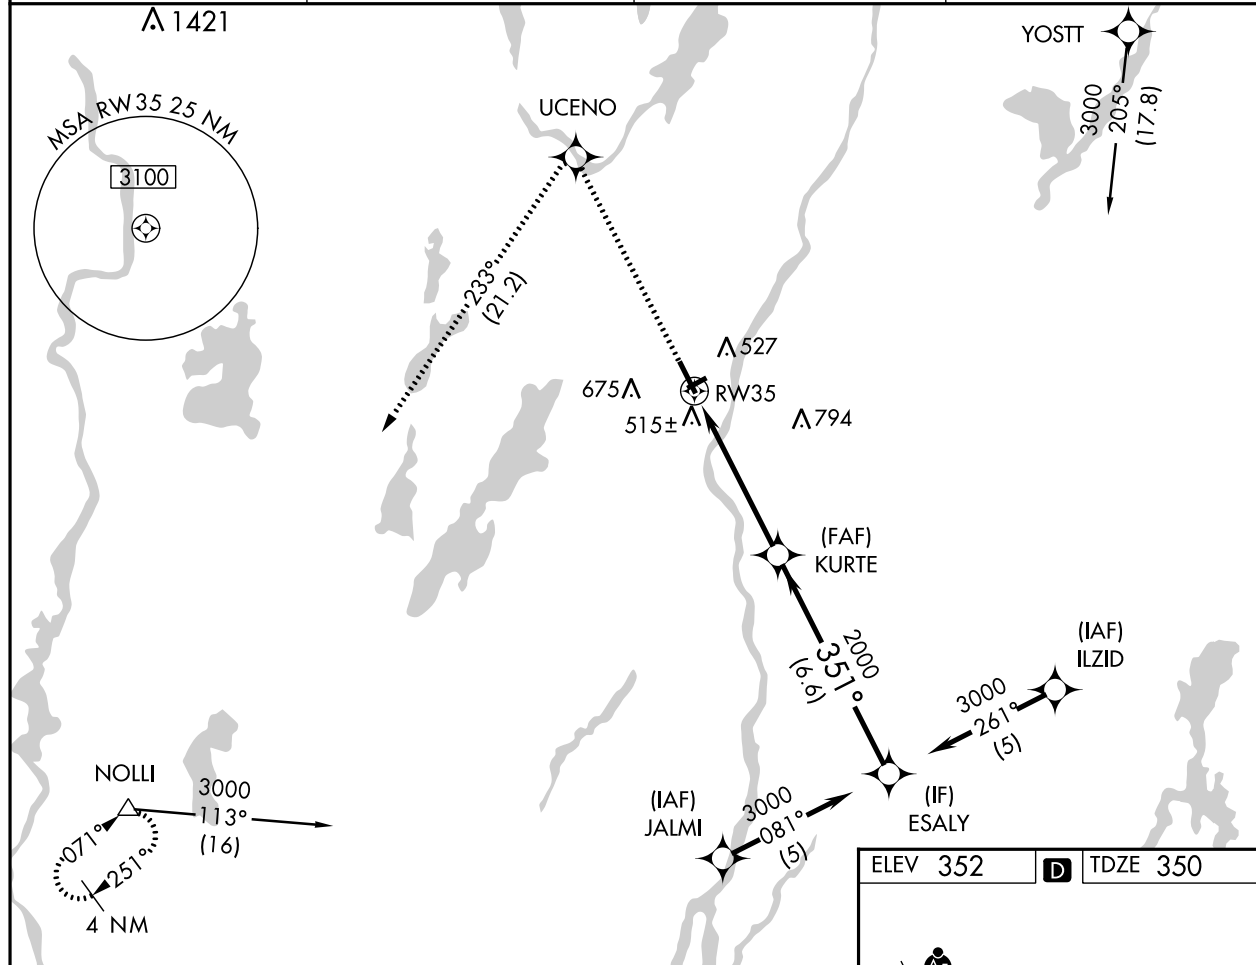 1421
MSA RW35 25 NM
3100
UCENO
YOSTT
3000
205°
(17.8)
233°
(21.2)
527
675
RW35
515±
794
(FAF)
KURTE
2000
351°
(6.6)
(IAF)
ILZID
3000
261°
(5)
NOLLI
3000
113°
(16)
071°
251°
4 NM
(IAF)
JALMI
3000
081°
(5)
(IF)
ESALY
ELEV 352
D
TDZE 350